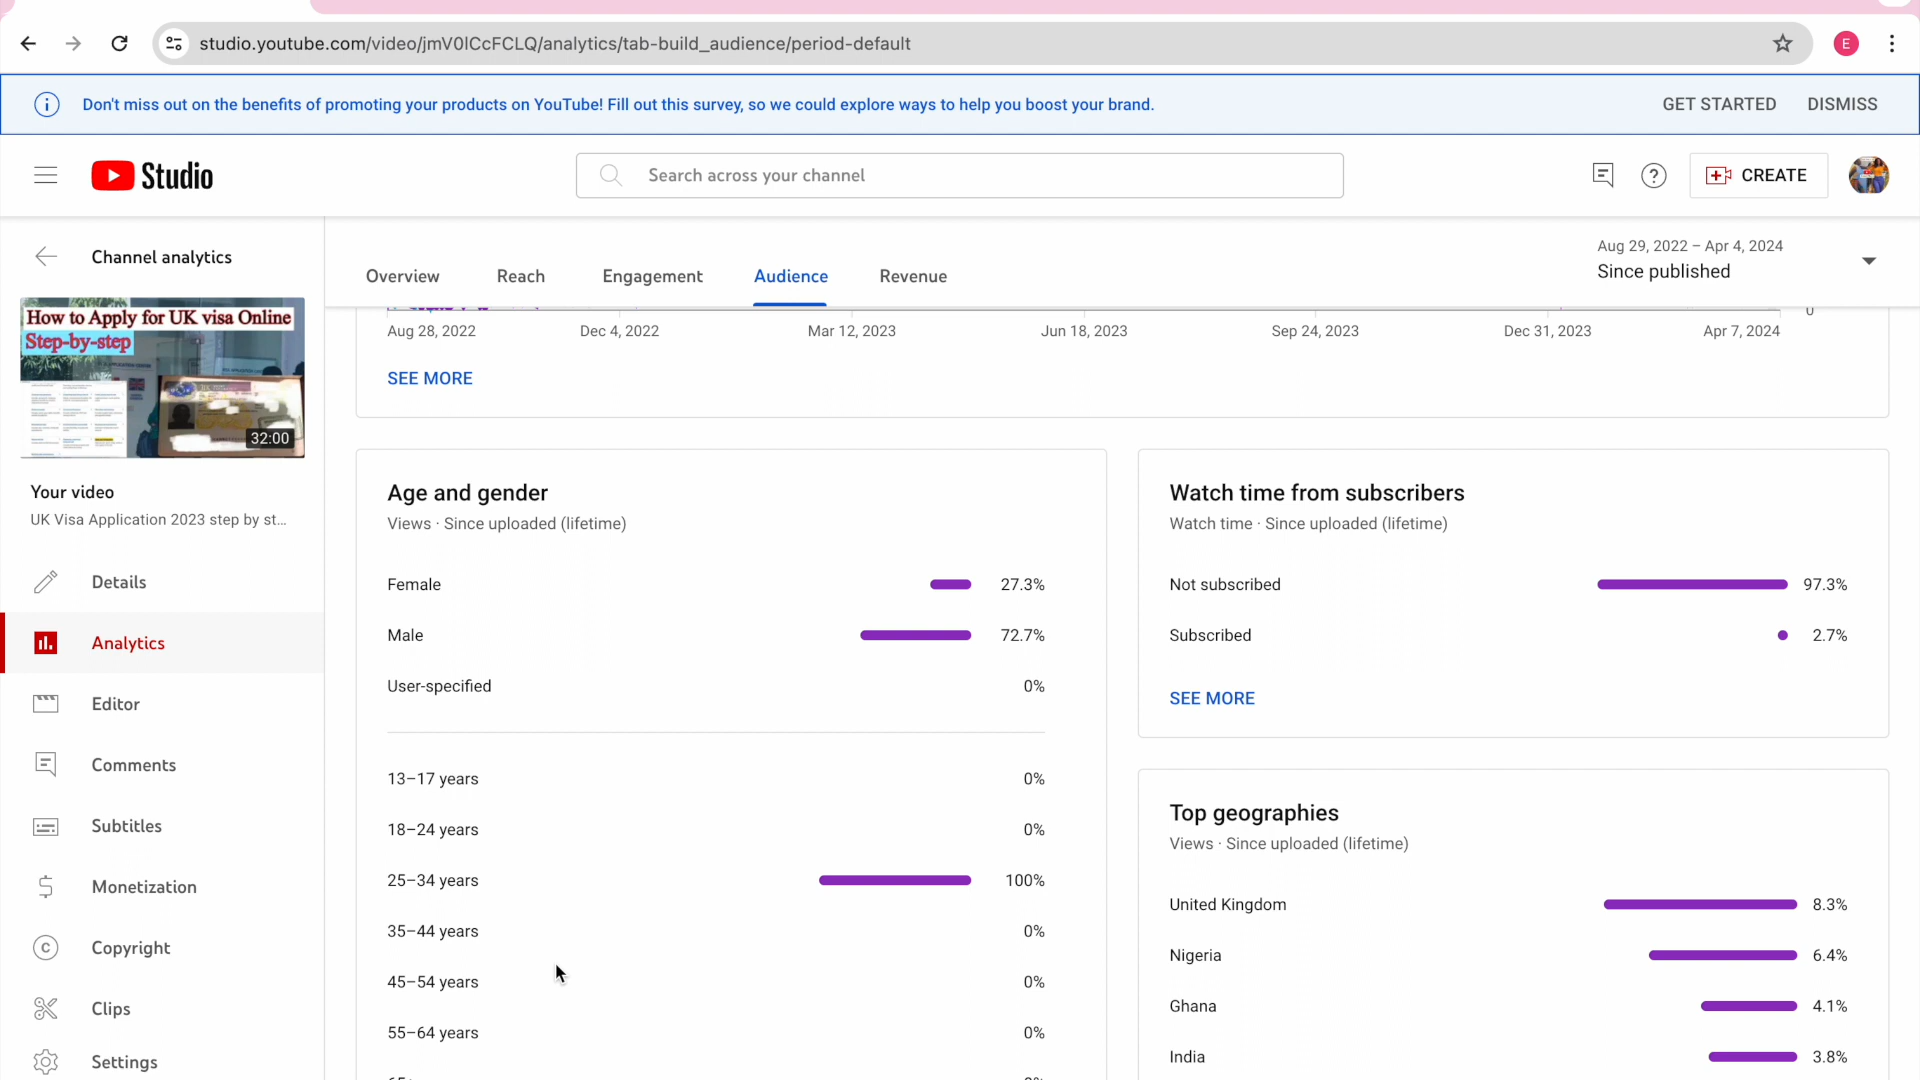 studio.youtube.com/video/jmV0lCcFCLQ/analytics/tab-build_audience/period-default
E
Don't miss out on the benefits of promoting your products on YouTube! Fill out this survey, so we could explore ways to help you boost your brand.
GET STARTED
DISMISS
Studio
Search across your channel
CREATE
Channel analytics
How to Apply for UK visa Online
Step-by-step
32:00
Your video
UK Visa Application 2023 step by st...
Details
Analytics
Editor
Comments
Subtitles
Monetization
Copyright
Clips
Settings
Overview
Reach
Engagement
Audience
Revenue
Aug 29, 2022 – Apr 4, 2024
Since published
0
Aug 28, 2022
Dec 4, 2022
Mar 12, 2023
Jun 18, 2023
Sep 24, 2023
Dec 31, 2023
Apr 7, 2024
SEE MORE
Age and gender
Views · Since uploaded (lifetime)
Female 27.3%
Male 72.7%
User-specified 0%
13–17 years 0%
18–24 years 0%
25–34 years 100%
35–44 years 0%
45–54 years 0%
55–64 years 0%
Watch time from subscribers
Watch time · Since uploaded (lifetime)
Not subscribed 97.3%
Subscribed 2.7%
SEE MORE
Top geographies
Views · Since uploaded (lifetime)
United Kingdom 8.3%
Nigeria 6.4%
Ghana 4.1%
India 3.8%